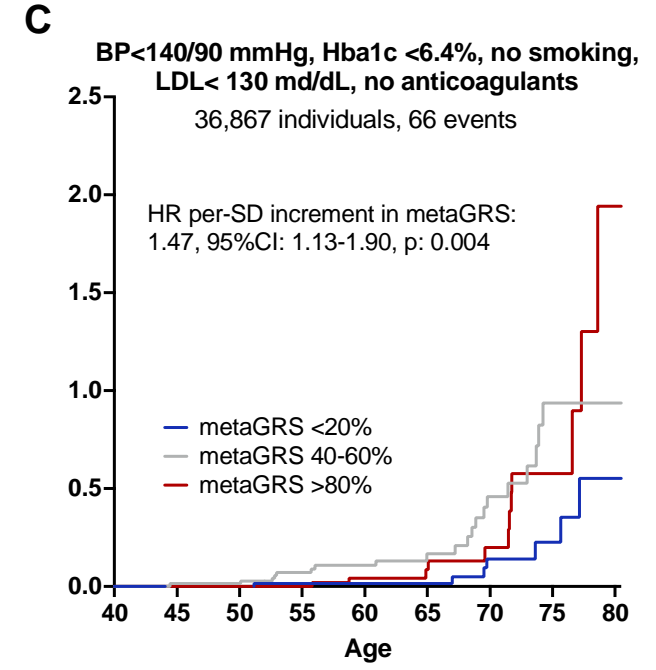 C
BP<140/90 mmHg, Hba1c <6.4%, no smoking,
LDL< 130 md/dL, no anticoagulants
36,867 individuals, 66 events
2.5
2.0
1.5
1.0
0.5
0.0
HR per-SD increment in metaGRS:
1.47, 95%CI: 1.13-1.90, p: 0.004
metaGRS <20%
metaGRS 40-60%
metaGRS >80%
40 45 50 55 60 65 70 75 80
Age